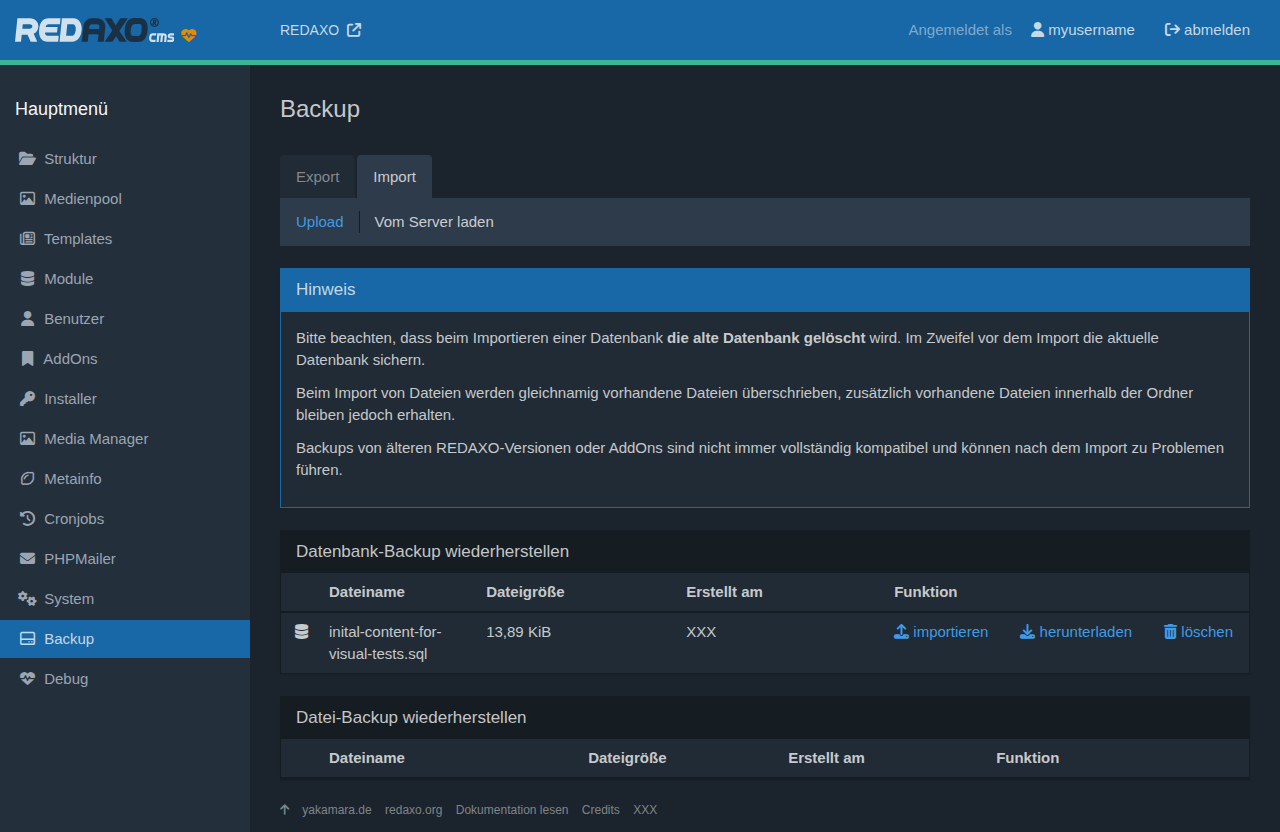 REDAXO® cms
REDAXO
Angemeldet als myusername abmelden
Hauptmenü
Struktur
Medienpool
Templates
Module
Benutzer
AddOns
Installer
Media Manager
Metainfo
Cronjobs
PHPMailer
System
Backup
Debug
Backup
Export Import
Upload Vom Server laden
Hinweis
Bitte beachten, dass beim Importieren einer Datenbank die alte Datenbank gelöscht wird. Im Zweifel vor dem Import die aktuelle
Datenbank sichern.
Beim Import von Dateien werden gleichnamig vorhandene Dateien überschrieben, zusätzlich vorhandene Dateien innerhalb der Ordner
bleiben jedoch erhalten.
Backups von älteren REDAXO-Versionen oder AddOns sind nicht immer vollständig kompatibel und können nach dem Import zu Problemen
führen.
Datenbank-Backup wiederherstellen
Dateiname Dateigröße Erstellt am Funktion
inital-content-for- 13,89 KiB XXX importieren herunterladen löschen
visual-tests.sql
Datei-Backup wiederherstellen
Dateiname Dateigröße Erstellt am Funktion
yakamara.de redaxo.org Dokumentation lesen Credits XXX